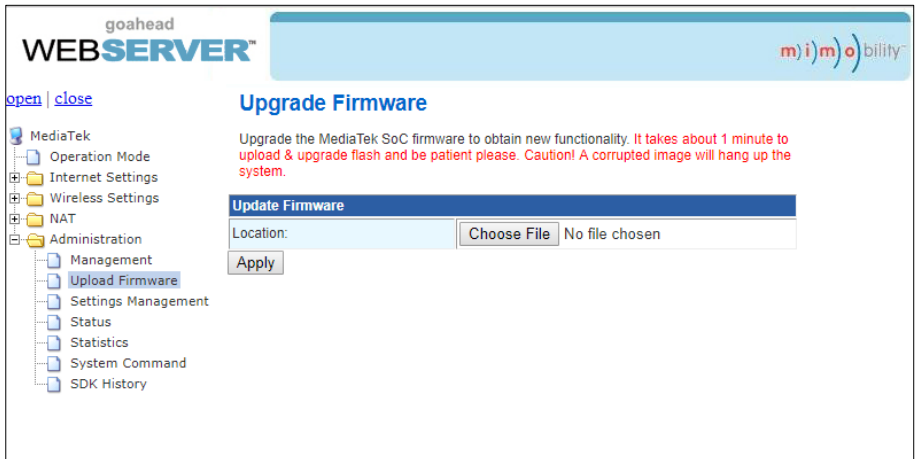 goahead
WEBSERVER™
m)i)m)o)bility™
open | close
MediaTek
Operation Mode
Internet Settings
Wireless Settings
NAT
Administration
Management
Upload Firmware
Settings Management
Status
Statistics
System Command
SDK History
Upgrade Firmware
Upgrade the MediaTek SoC firmware to obtain new functionality. It takes about 1 minute to
upload & upgrade flash and be patient please. Caution! A corrupted image will hang up the
system.
Update Firmware
Location:
Choose File No file chosen
Apply